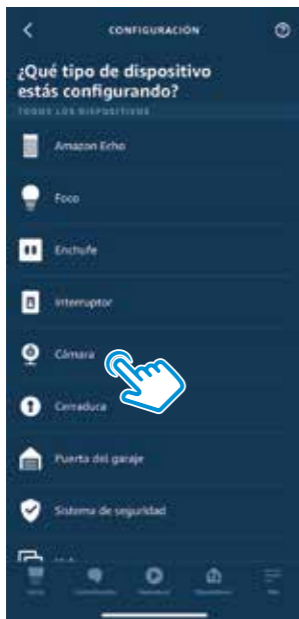 CONFIGURACIÓN
¿Qué tipo de dispositivo
estás configurando?
TODOS LOS DISPOSITIVOS
Amazon Echo
Foco
Enchufe
Interruptor
Cámara
Cerradura
Puerta del garaje
Sistema de seguridad